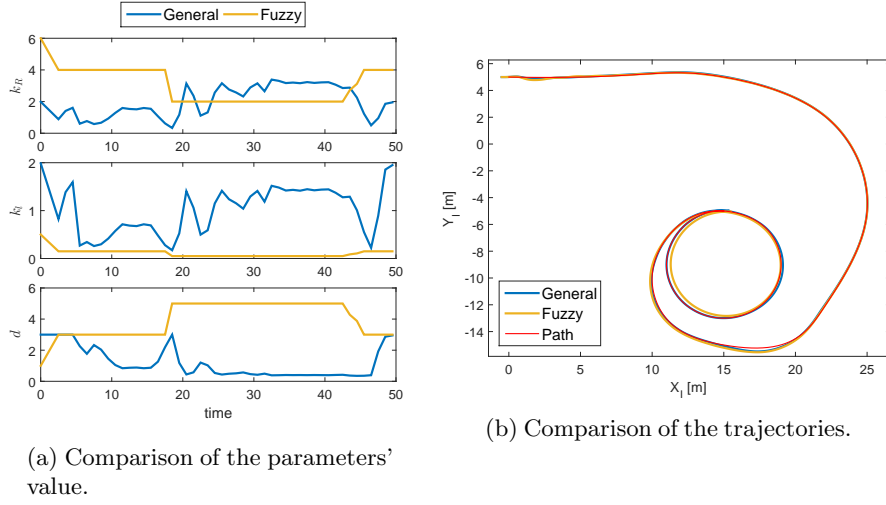 General Fuzzy
6
4
2
0
k_R
0 10 20 30 40 50
2
1
0
k_l
0 10 20 30 40 50
6
4
2
0
d
0 10 20 30 40 50
time
(a) Comparison of the parameters'
value.
6
4
2
0
-2
-4
-6
-8
-10
-12
-14
Y_I [m]
General
Fuzzy
Path
0 5 10 15 20 25
X_I [m]
(b) Comparison of the trajectories.